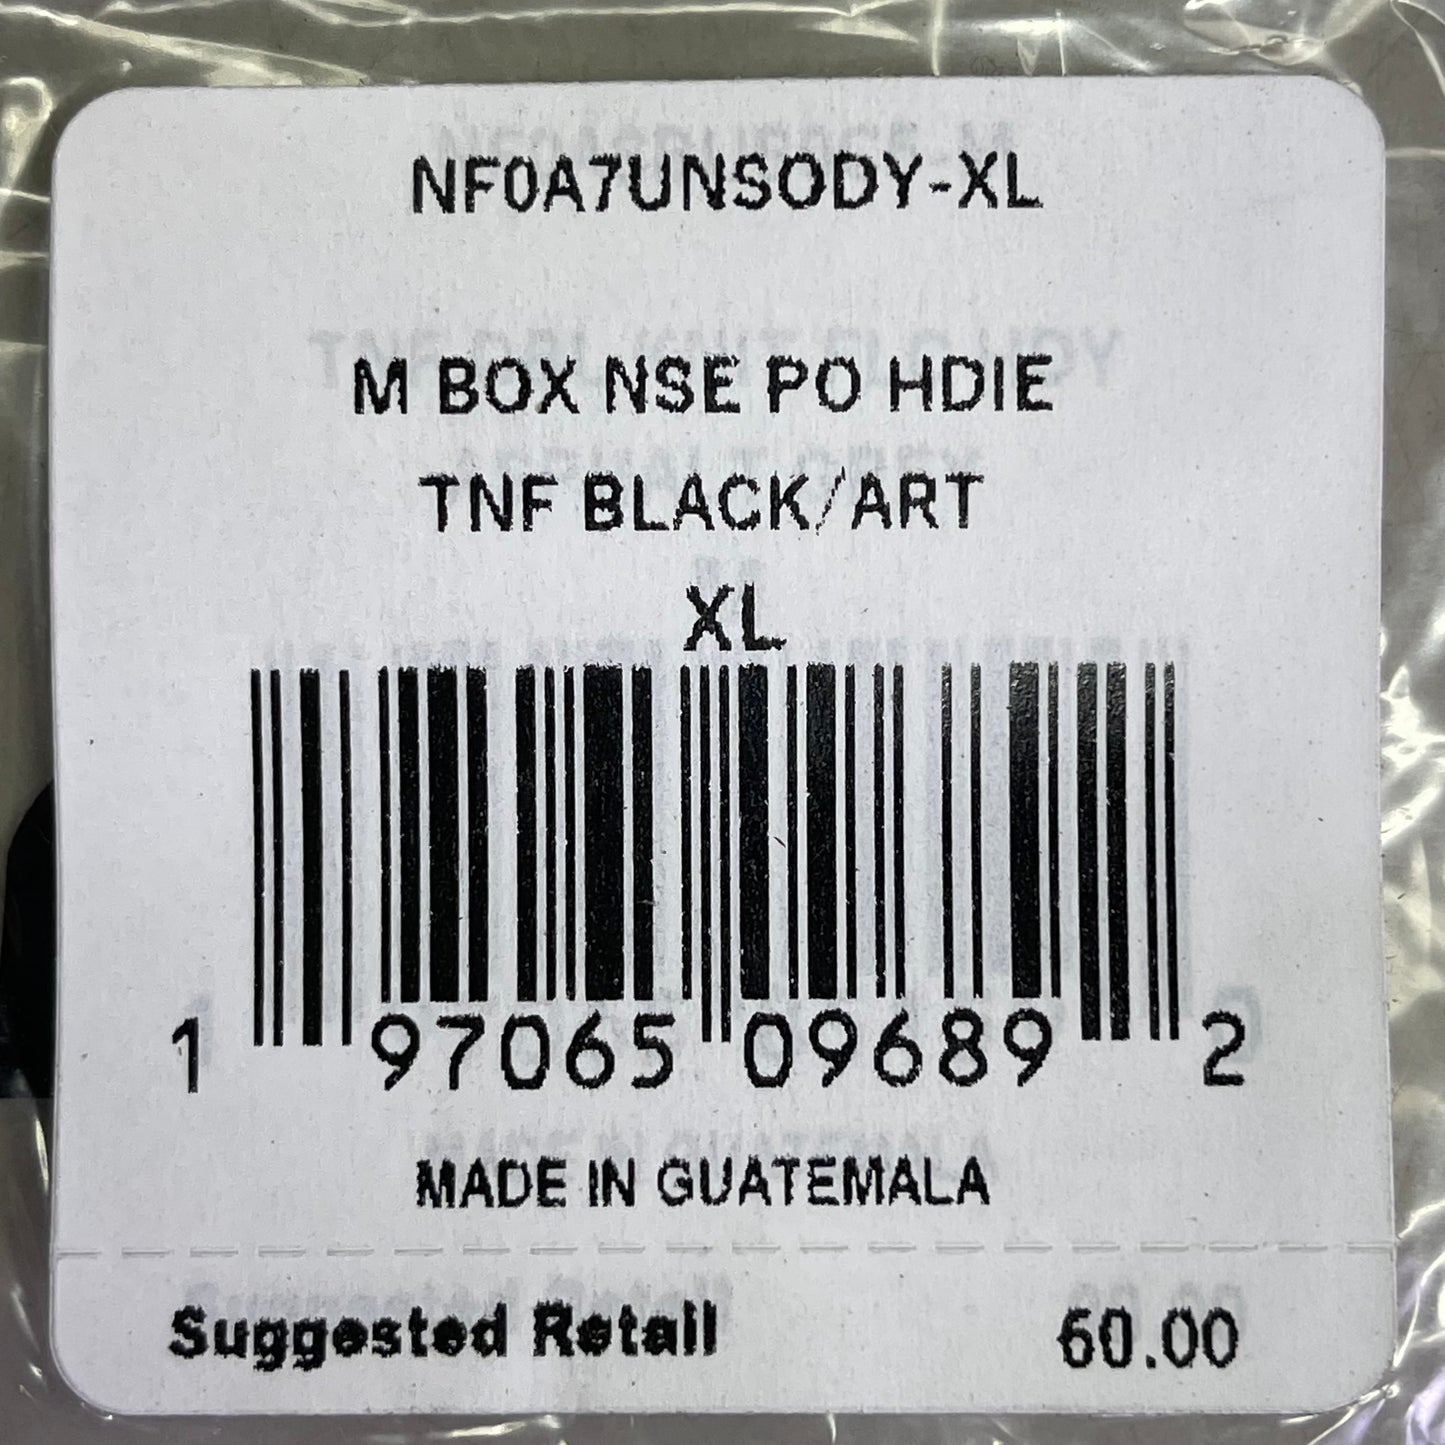 NF0A7UNSODY-XL
M BOX NSE PO HDIE
TNF BLACK/ART
XL
1 97065 09689 2
MADE IN GUATEMALA
Suggested Retail 60.00